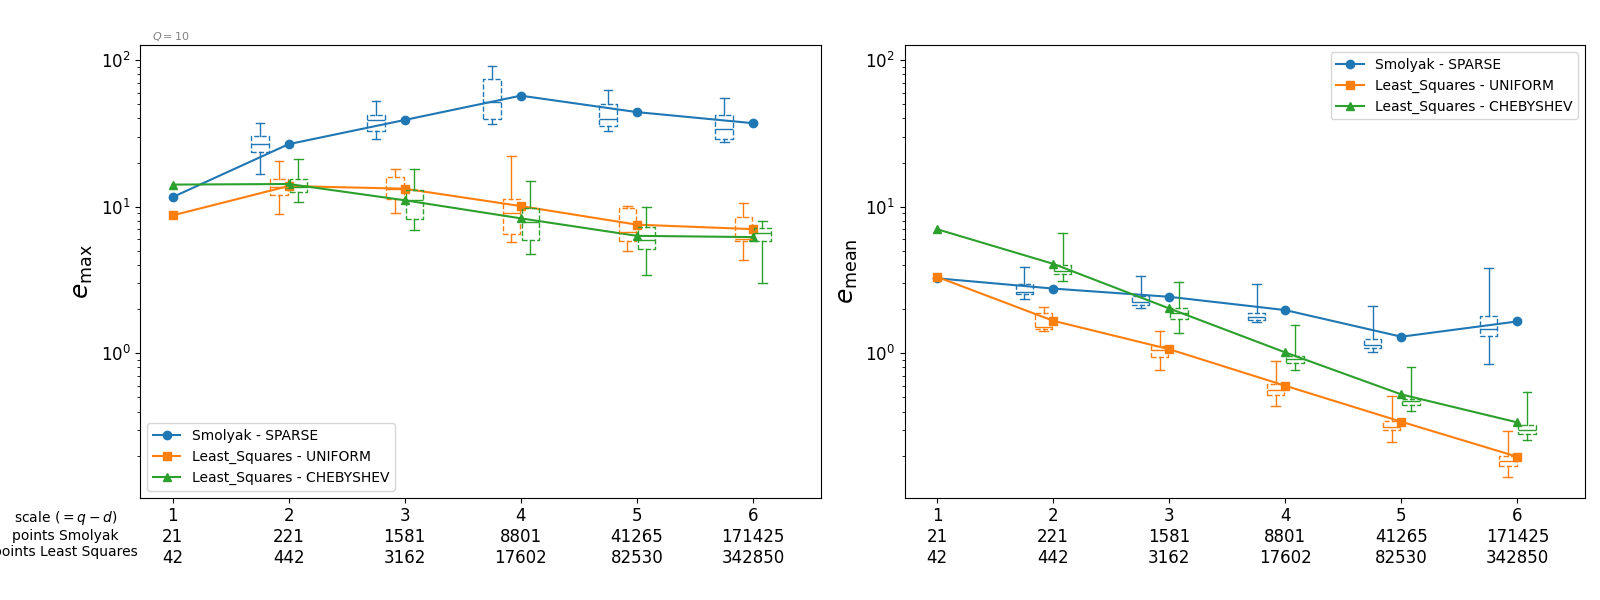 Q = 10
10²
10¹
10⁰
e_max
Smolyak - SPARSE
Least_Squares - UNIFORM
Least_Squares - CHEBYSHEV
scale (= q − d) 1 2 3 4 5 6
points Smolyak 21 221 1581 8801 41265 171425
oints Least Squares 42 442 3162 17602 82530 342850
10²
10¹
10⁰
e_mean
Smolyak - SPARSE
Least_Squares - UNIFORM
Least_Squares - CHEBYSHEV
1 2 3 4 5 6
21 221 1581 8801 41265 171425
42 442 3162 17602 82530 342850